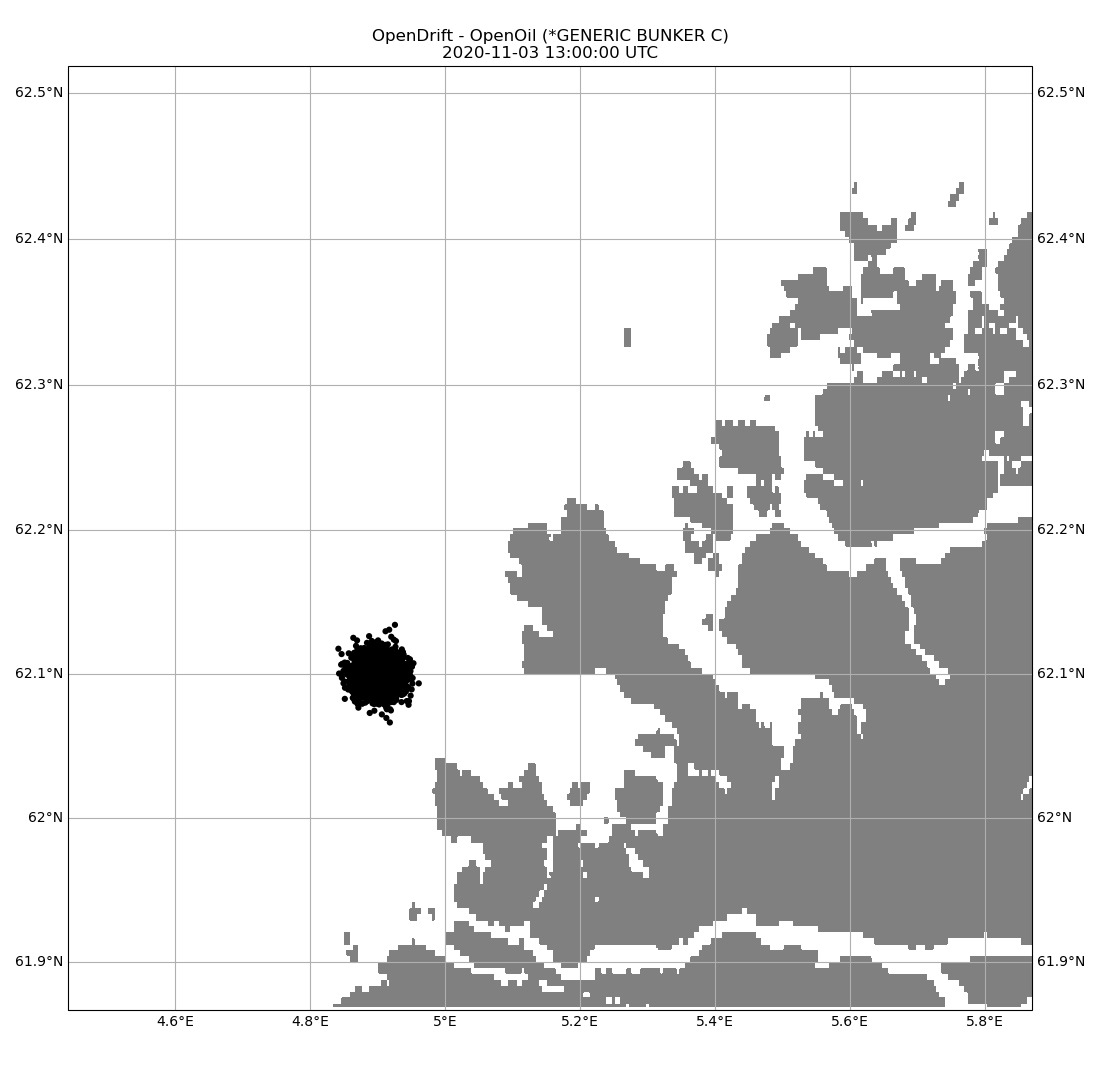 OpenDrift - OpenOil (*GENERIC BUNKER C)
2020-11-03 13:00:00 UTC
62.5°N 62.5°N
62.4°N 62.4°N
62.3°N 62.3°N
62.2°N 62.2°N
62.1°N 62.1°N
62°N 62°N
61.9°N 61.9°N
4.6°E 4.8°E 5°E 5.2°E 5.4°E 5.6°E 5.8°E